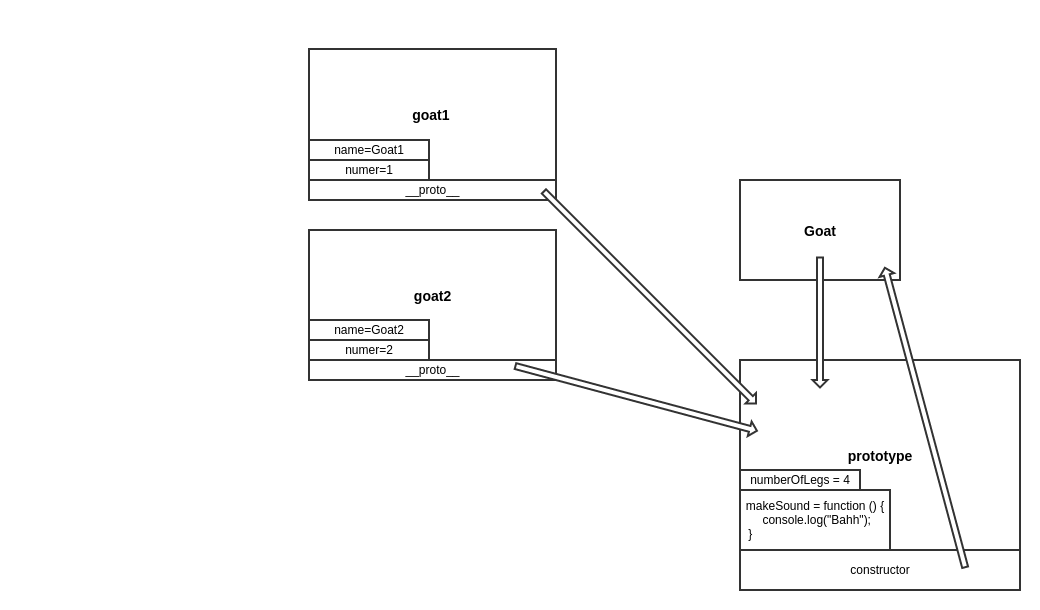 goat1
name=Goat1
numer=1
__proto__
goat2
name=Goat2
numer=2
__proto__
Goat
prototype
numberOfLegs = 4
makeSound = function () {
console.log("Bahh");
}
constructor